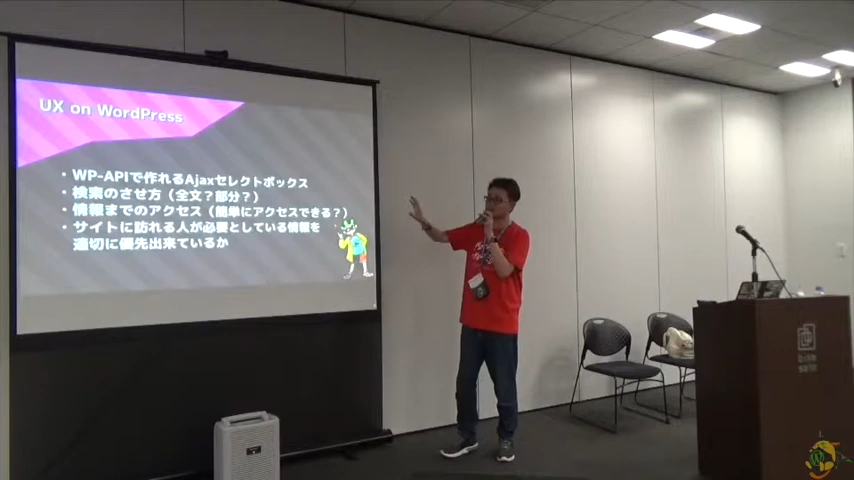 UX on WordPress
・WP-APIで作れるAjaxセレクトボックス
・検索のさせ方（全文？部分？）
・情報までのアクセス（簡単にアクセスできる？）
・サイトに訪れる人が必要としている情報を
適切に優先出来ているか